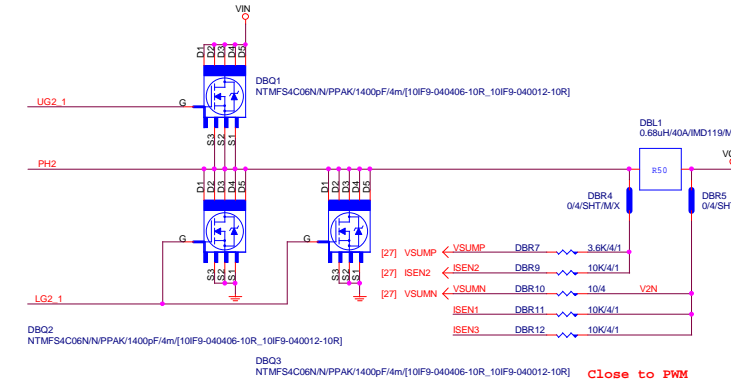 VIN
D1 D2 D3 D4 D5
DBQ1
NTMFS4C06N/N/PPAK/1400pF/4m/[10IF9-040406-10R_10IF9-040012-10R]
UG2_1
G
S3 S2 S1
DBL1
0.68uH/40A/IMD119/M
PH2
R50
D1 D2 D3 D4 D5
D1 D2 D3 D4 D5
DBR4
0/4/SHT/M/X
DBR5
0/4/SH
G
G
S3 S2 S1
S3 S2 S1
[27] VSUMP VSUMP DBR7 3.6K/4/1
[27] ISEN2 ISEN2 DBR9 10K/4/1
[27] VSUMN VSUMN DBR10 10/4 V2N
LG2_1
ISEN1 DBR11 10K/4/1
ISEN3 DBR12 10K/4/1
DBQ2
NTMFS4C06N/N/PPAK/1400pF/4m/[10IF9-040406-10R_10IF9-040012-10R]
DBQ3
NTMFS4C06N/N/PPAK/1400pF/4m/[10IF9-040406-10R_10IF9-040012-10R]
Close to PWM